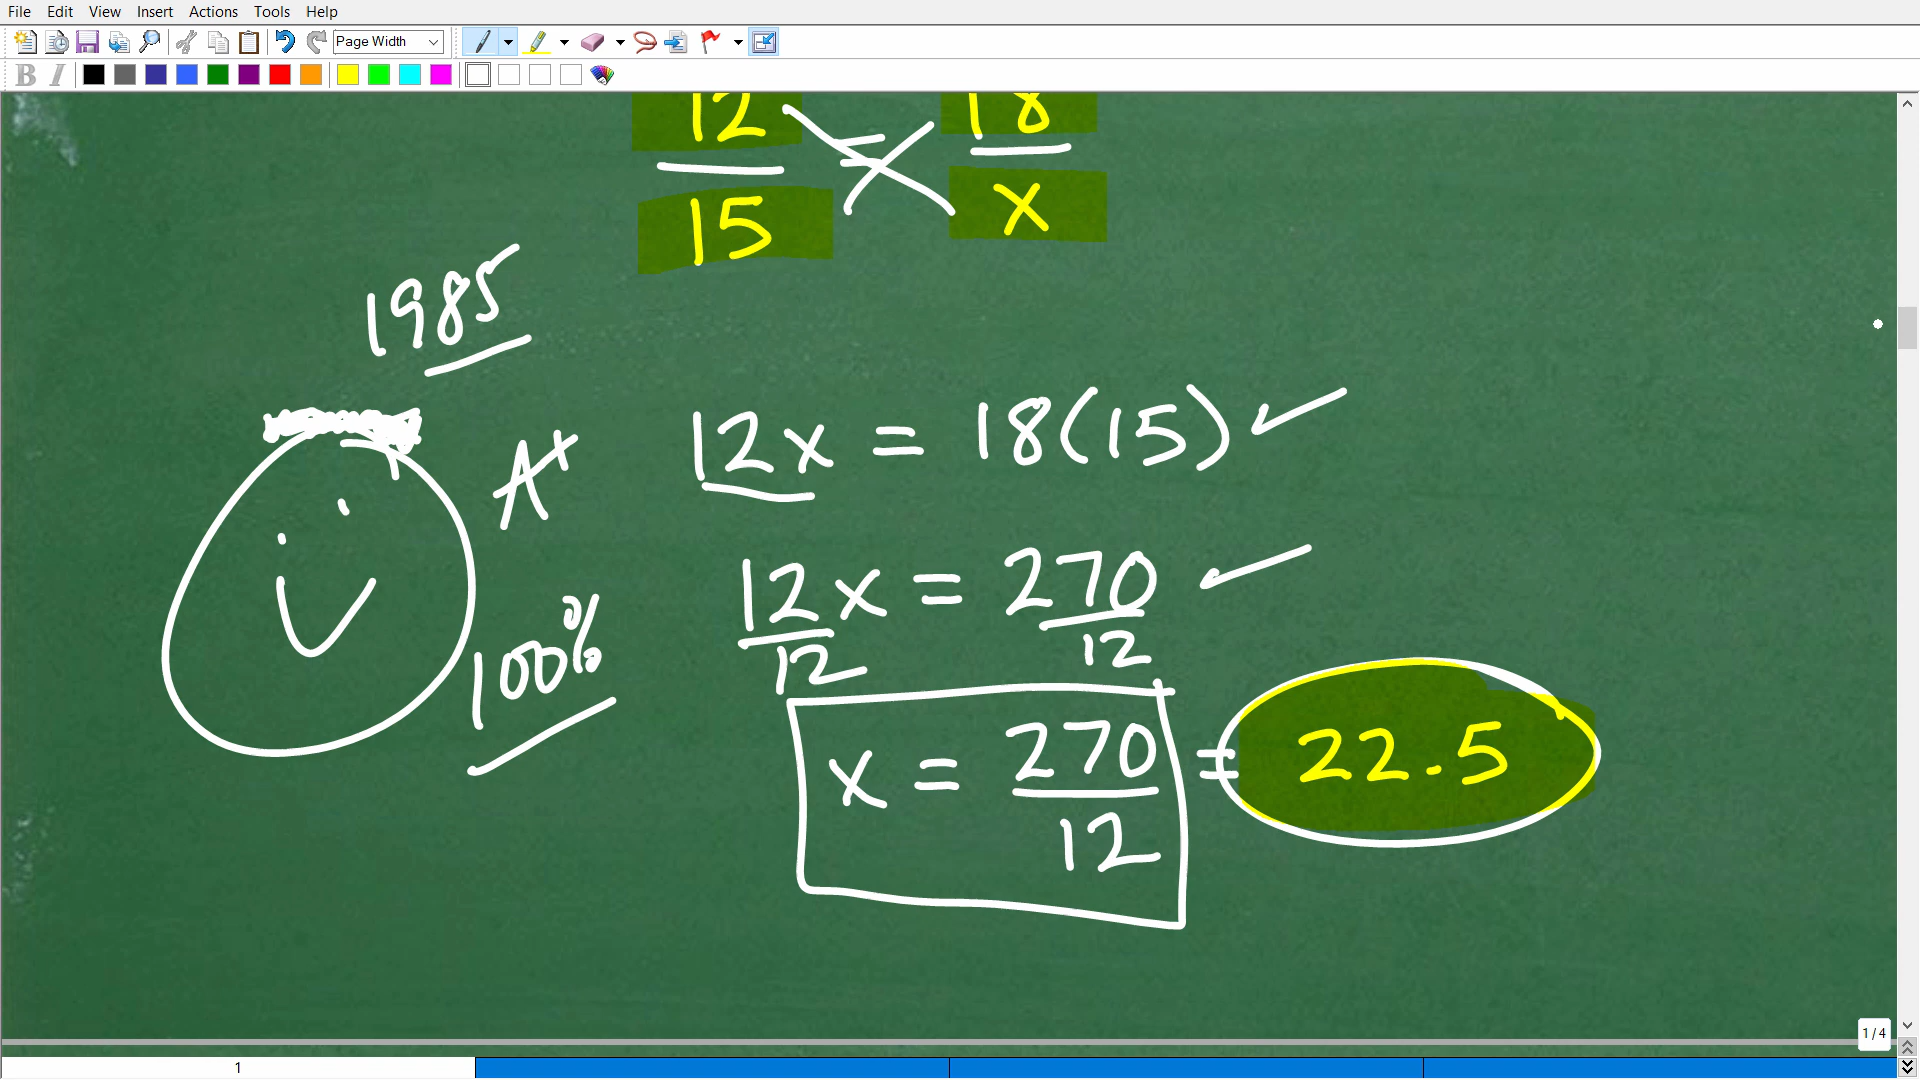 File Edit View Insert Actions Tools Help
Page Width
B I
12 = 18
15 x
1985
12x = 18(15)
A+
12x = 270
12 12
100%
x = 270 = 22.5
12
1/4
1